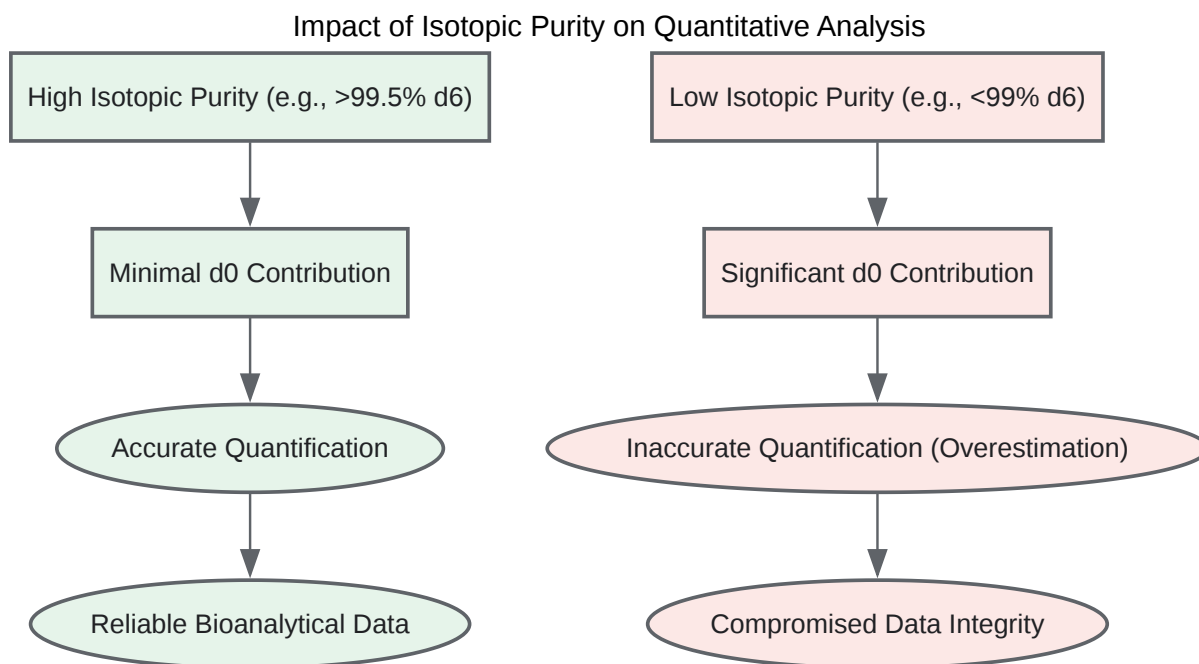 Impact of Isotopic Purity on Quantitative Analysis
High Isotopic Purity (e.g., >99.5% d6)
Low Isotopic Purity (e.g., <99% d6)
Minimal d0 Contribution
Significant d0 Contribution
Accurate Quantification
Inaccurate Quantification (Overestimation)
Reliable Bioanalytical Data
Compromised Data Integrity